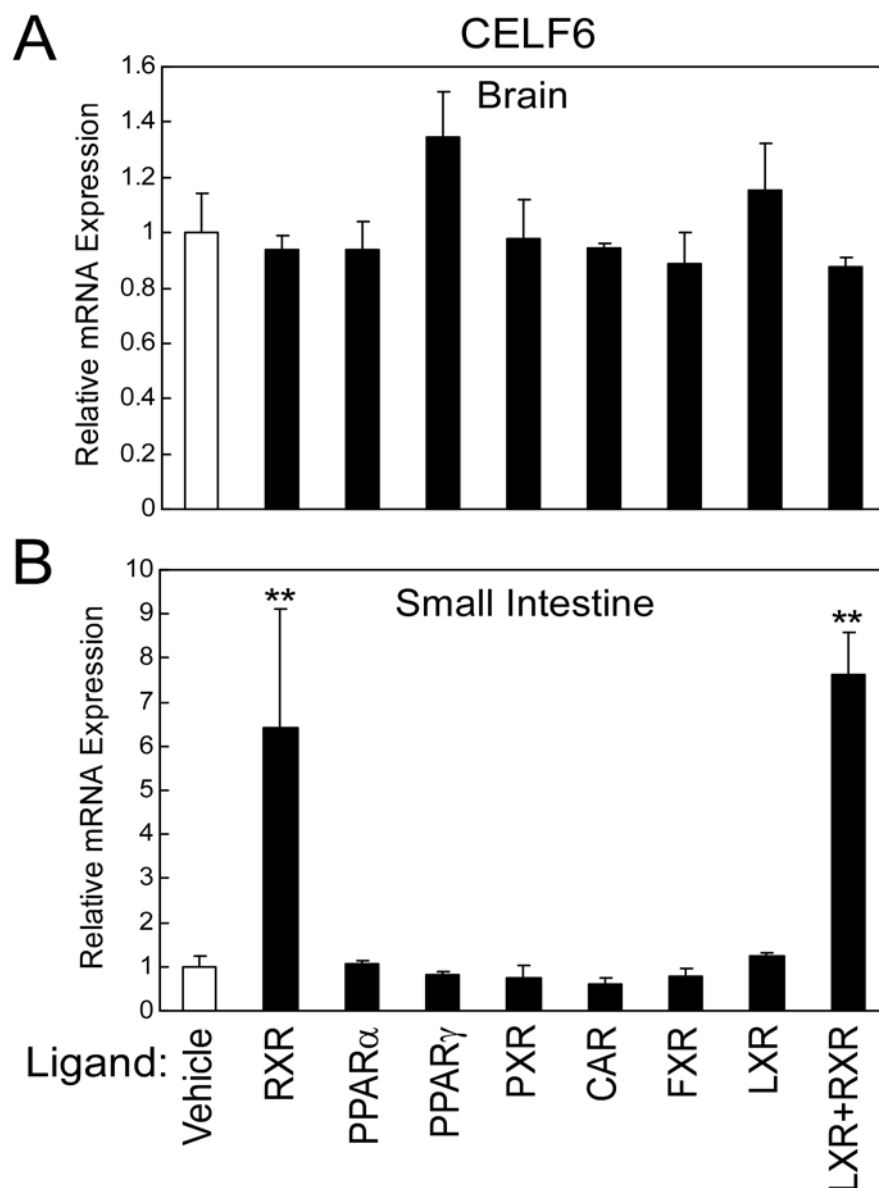 A
CELF6
Brain
Relative mRNA Expression
1.6
1.4
1.2
1
0.8
0.6
0.4
0.2
0
B
Small Intestine
Relative mRNA Expression
10
9
8
7
6
5
4
3
2
1
0
**
**
Ligand:
Vehicle
RXR
PPARα
PPARγ
PXR
CAR
FXR
LXR
LXR+RXR